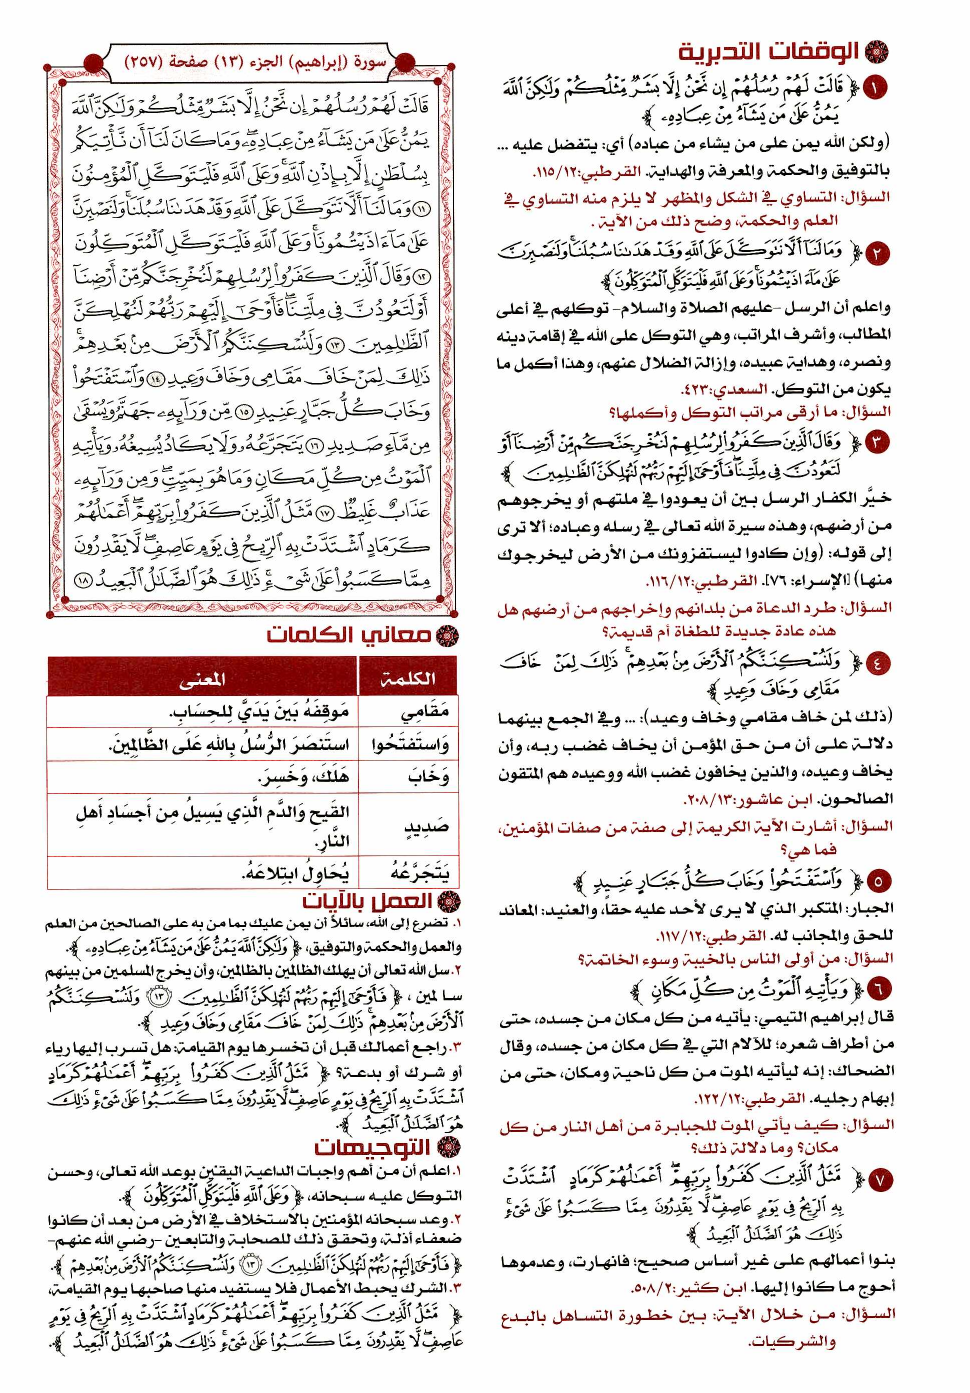 الوقفات التدبرية
١ ﴿ قَالَتْ لَهُمْ رُسُلُهُمْ إِن نَّحْنُ إِلَّا بَشَرٌ مِّثْلُكُمْ وَلَٰكِنَّ ٱللَّهَ
يَمُنُّ عَلَىٰ مَن يَشَآءُ مِنْ عِبَادِهِۦ ﴾
(ولكن الله يمن على من يشاء من عباده) أي: يتفضل عليه ...
بالتوفيق والحكمة والمعرفة والهداية. القرطبي:١١٥/١٢.
السؤال: التساوي في الشكل والمظهر لا يلزم منه التساوي في
العلم والحكمة، وضح ذلك من الآية .
٢ ﴿ وَمَا لَنَآ أَلَّا نَتَوَكَّلَ عَلَى ٱللَّهِ وَقَدْ هَدَىٰنَا سُبُلَنَا ۚ وَلَنَصْبِرَنَّ
عَلَىٰ مَآ ءَاذَيْتُمُونَا ۚ وَعَلَى ٱللَّهِ فَلْيَتَوَكَّلِ ٱلْمُتَوَكِّلُونَ ﴾
واعلم أن الرسل -عليهم الصلاة والسلام- توكلهم في أعلى
المطالب، وأشرف المراتب، وهي التوكل على الله في إقامة دينه
ونصره، وهداية عبيده، وإزالة الضلال عنهم، وهذا أكمل ما
يكون من التوكل. السعدي:٤٢٣.
السؤال: ما أرقى مراتب التوكل وأكملها؟
٣ ﴿ وَقَالَ ٱلَّذِينَ كَفَرُوا۟ لِرُسُلِهِمْ لَنُخْرِجَنَّكُم مِّنْ أَرْضِنَآ أَوْ
لَتَعُودُنَّ فِى مِلَّتِنَا ۖ فَأَوْحَىٰٓ إِلَيْهِمْ رَبُّهُمْ لَنُهْلِكَنَّ ٱلظَّٰلِمِينَ ﴾
خيَّر الكفار الرسل بين أن يعودوا في ملتهم أو يخرجوهم
من أرضهم، وهذه سيرة الله تعالى في رسله وعباده؛ ألا ترى
إلى قوله: (وإن كادوا ليستفزونك من الأرض ليخرجوك
منها) [الإسراء: ٧٦]. القرطبي:١١٦/١٢.
السؤال: طرد الدعاة من بلدانهم وإخراجهم من أرضهم هل
هذه عادة جديدة للطغاة أم قديمة؟
٤ ﴿ وَلَنُسْكِنَنَّكُمُ ٱلْأَرْضَ مِنۢ بَعْدِهِمْ ۚ ذَٰلِكَ لِمَنْ خَافَ
مَقَامِى وَخَافَ وَعِيدِ ﴾
(ذلك لمن خاف مقامي وخاف وعيد): ... وفي الجمع بينهما
دلالة على أن من حق المؤمن أن يخاف غضب ربه، وأن
يخاف وعيده، والذين يخافون غضب الله ووعيده هم المتقون
الصالحون. ابن عاشور:٢٠٨/١٣.
السؤال: أشارت الآية الكريمة إلى صفة من صفات المؤمنين،
فما هي؟
٥ ﴿ وَٱسْتَفْتَحُوا۟ وَخَابَ كُلُّ جَبَّارٍ عَنِيدٍ ﴾
الجبار: المتكبر الذي لا يرى لأحد عليه حقاً، والعنيد: المعاند
للحق والمجانب له. القرطبي:١١٧/١٢.
السؤال: من أولى الناس بالخيبة وسوء الخاتمة؟
٦ ﴿ وَيَأْتِيهِ ٱلْمَوْتُ مِن كُلِّ مَكَانٍ ﴾
قال إبراهيم التيمي: يأتيه من كل مكان من جسده، حتى
من أطراف شعره؛ للآلام التي في كل مكان من جسده، وقال
الضحاك: إنه ليأتيه الموت من كل ناحية ومكان، حتى من
إبهام رجليه. القرطبي:١٢٢/١٢.
السؤال: كيف يأتي الموت للجبابرة من أهل النار من كل
مكان؟ وما دلالة ذلك؟
٧ ﴿ مَّثَلُ ٱلَّذِينَ كَفَرُوا۟ بِرَبِّهِمْ ۖ أَعْمَٰلُهُمْ كَرَمَادٍ ٱشْتَدَّتْ
بِهِ ٱلرِّيحُ فِى يَوْمٍ عَاصِفٍ ۖ لَّا يَقْدِرُونَ مِمَّا كَسَبُوا۟ عَلَىٰ شَىْءٍ ۚ
ذَٰلِكَ هُوَ ٱلضَّلَٰلُ ٱلْبَعِيدُ ﴾
بنوا أعمالهم على غير أساس صحيح؛ فانهارت، وعدموها
أحوج ما كانوا إليها. ابن كثير:٥٠٨/٢.
السؤال: من خلال الآية: بين خطورة التساهل بالبدع
والشركيات.
سورة (إبراهيم) الجزء (١٣) صفحة (٢٥٧)
قَالَتْ لَهُمْ رُسُلُهُمْ إِن نَّحْنُ إِلَّا بَشَرٌ مِّثْلُكُمْ وَلَٰكِنَّ ٱللَّهَ
يَمُنُّ عَلَىٰ مَن يَشَآءُ مِنْ عِبَادِهِۦ ۖ وَمَا كَانَ لَنَآ أَن نَّأْتِيَكُم
بِسُلْطَٰنٍ إِلَّا بِإِذْنِ ٱللَّهِ ۚ وَعَلَى ٱللَّهِ فَلْيَتَوَكَّلِ ٱلْمُؤْمِنُونَ
١١ وَمَا لَنَآ أَلَّا نَتَوَكَّلَ عَلَى ٱللَّهِ وَقَدْ هَدَىٰنَا سُبُلَنَا ۚ وَلَنَصْبِرَنَّ
عَلَىٰ مَآ ءَاذَيْتُمُونَا ۚ وَعَلَى ٱللَّهِ فَلْيَتَوَكَّلِ ٱلْمُتَوَكِّلُونَ
١٢ وَقَالَ ٱلَّذِينَ كَفَرُوا۟ لِرُسُلِهِمْ لَنُخْرِجَنَّكُم مِّنْ أَرْضِنَآ
أَوْ لَتَعُودُنَّ فِى مِلَّتِنَا ۖ فَأَوْحَىٰٓ إِلَيْهِمْ رَبُّهُمْ لَنُهْلِكَنَّ
ٱلظَّٰلِمِينَ ١٣ وَلَنُسْكِنَنَّكُمُ ٱلْأَرْضَ مِنۢ بَعْدِهِمْ ۚ
ذَٰلِكَ لِمَنْ خَافَ مَقَامِى وَخَافَ وَعِيدِ ١٤ وَٱسْتَفْتَحُوا۟
وَخَابَ كُلُّ جَبَّارٍ عَنِيدٍ ١٥ مِّن وَرَآئِهِۦ جَهَنَّمُ وَيُسْقَىٰ
مِن مَّآءٍ صَدِيدٍ ١٦ يَتَجَرَّعُهُۥ وَلَا يَكَادُ يُسِيغُهُۥ وَيَأْتِيهِ
ٱلْمَوْتُ مِن كُلِّ مَكَانٍ وَمَا هُوَ بِمَيِّتٍ ۖ وَمِن وَرَآئِهِۦ
عَذَابٌ غَلِيظٌ ١٧ مَّثَلُ ٱلَّذِينَ كَفَرُوا۟ بِرَبِّهِمْ ۖ أَعْمَٰلُهُمْ
كَرَمَادٍ ٱشْتَدَّتْ بِهِ ٱلرِّيحُ فِى يَوْمٍ عَاصِفٍ ۖ لَّا يَقْدِرُونَ
مِمَّا كَسَبُوا۟ عَلَىٰ شَىْءٍ ۚ ذَٰلِكَ هُوَ ٱلضَّلَٰلُ ٱلْبَعِيدُ ١٨
معاني الكلمات
الكلمة المعنى
مَقَامِي مَوقِفَهُ بَينَ يَدَيَّ لِلحِسَابِ.
وَاستَفتَحُوا استَنصَرَ الرُّسُلُ بِاللهِ عَلَى الظَّالِمِينَ.
وَخَابَ هَلَكَ، وَخَسِرَ.
صَدِيدٍ القَيحِ وَالدَّمِ الَّذِي يَسِيلُ مِن أَجسَادِ أَهلِ
النَّارِ.
يَتَجَرَّعُهُ يُحَاوِلُ ابتِلاعَهُ.
العمل بالآيات
١. تضرع إلى الله، سائلاً أن يمن عليك بما من به على الصالحين من العلم
والعمل والحكمة والتوفيق، ﴿ وَلَٰكِنَّ ٱللَّهَ يَمُنُّ عَلَىٰ مَن يَشَآءُ مِنْ عِبَادِهِۦ ﴾.
٢. سل الله تعالى أن يهلك الظالمين بالظالمين، وأن يخرج المسلمين من بينهم
سالمين، ﴿ فَأَوْحَىٰٓ إِلَيْهِمْ رَبُّهُمْ لَنُهْلِكَنَّ ٱلظَّٰلِمِينَ ١٣ وَلَنُسْكِنَنَّكُمُ
ٱلْأَرْضَ مِنۢ بَعْدِهِمْ ۚ ذَٰلِكَ لِمَنْ خَافَ مَقَامِى وَخَافَ وَعِيدِ ﴾.
٣. راجع أعمالك قبل أن تخسرها يوم القيامة: هل تسرب إليها رياء
أو شرك أو بدعة؟ ﴿ مَّثَلُ ٱلَّذِينَ كَفَرُوا۟ بِرَبِّهِمْ ۖ أَعْمَٰلُهُمْ كَرَمَادٍ
ٱشْتَدَّتْ بِهِ ٱلرِّيحُ فِى يَوْمٍ عَاصِفٍ ۖ لَّا يَقْدِرُونَ مِمَّا كَسَبُوا۟ عَلَىٰ شَىْءٍ ۚ ذَٰلِكَ
هُوَ ٱلضَّلَٰلُ ٱلْبَعِيدُ ﴾.
التوجيهات
١. اعلم أن من أهم واجبات الداعية اليقين بوعد الله تعالى، وحسن
التوكل عليه سبحانه، ﴿ وَعَلَى ٱللَّهِ فَلْيَتَوَكَّلِ ٱلْمُتَوَكِّلُونَ ﴾.
٢. وعد سبحانه المؤمنين بالاستخلاف في الأرض من بعد أن كانوا
ضعفاء أذلة، وتحقق ذلك للصحابة والتابعين -رضي الله عنهم-
﴿ فَأَوْحَىٰٓ إِلَيْهِمْ رَبُّهُمْ لَنُهْلِكَنَّ ٱلظَّٰلِمِينَ ١٣ وَلَنُسْكِنَنَّكُمُ ٱلْأَرْضَ مِنۢ بَعْدِهِمْ ﴾.
٣. الشرك يحبط الأعمال فلا يستفيد منها صاحبها يوم القيامة،
﴿ مَّثَلُ ٱلَّذِينَ كَفَرُوا۟ بِرَبِّهِمْ ۖ أَعْمَٰلُهُمْ كَرَمَادٍ ٱشْتَدَّتْ بِهِ ٱلرِّيحُ فِى يَوْمٍ
عَاصِفٍ ۖ لَّا يَقْدِرُونَ مِمَّا كَسَبُوا۟ عَلَىٰ شَىْءٍ ۚ ذَٰلِكَ هُوَ ٱلضَّلَٰلُ ٱلْبَعِيدُ ﴾.